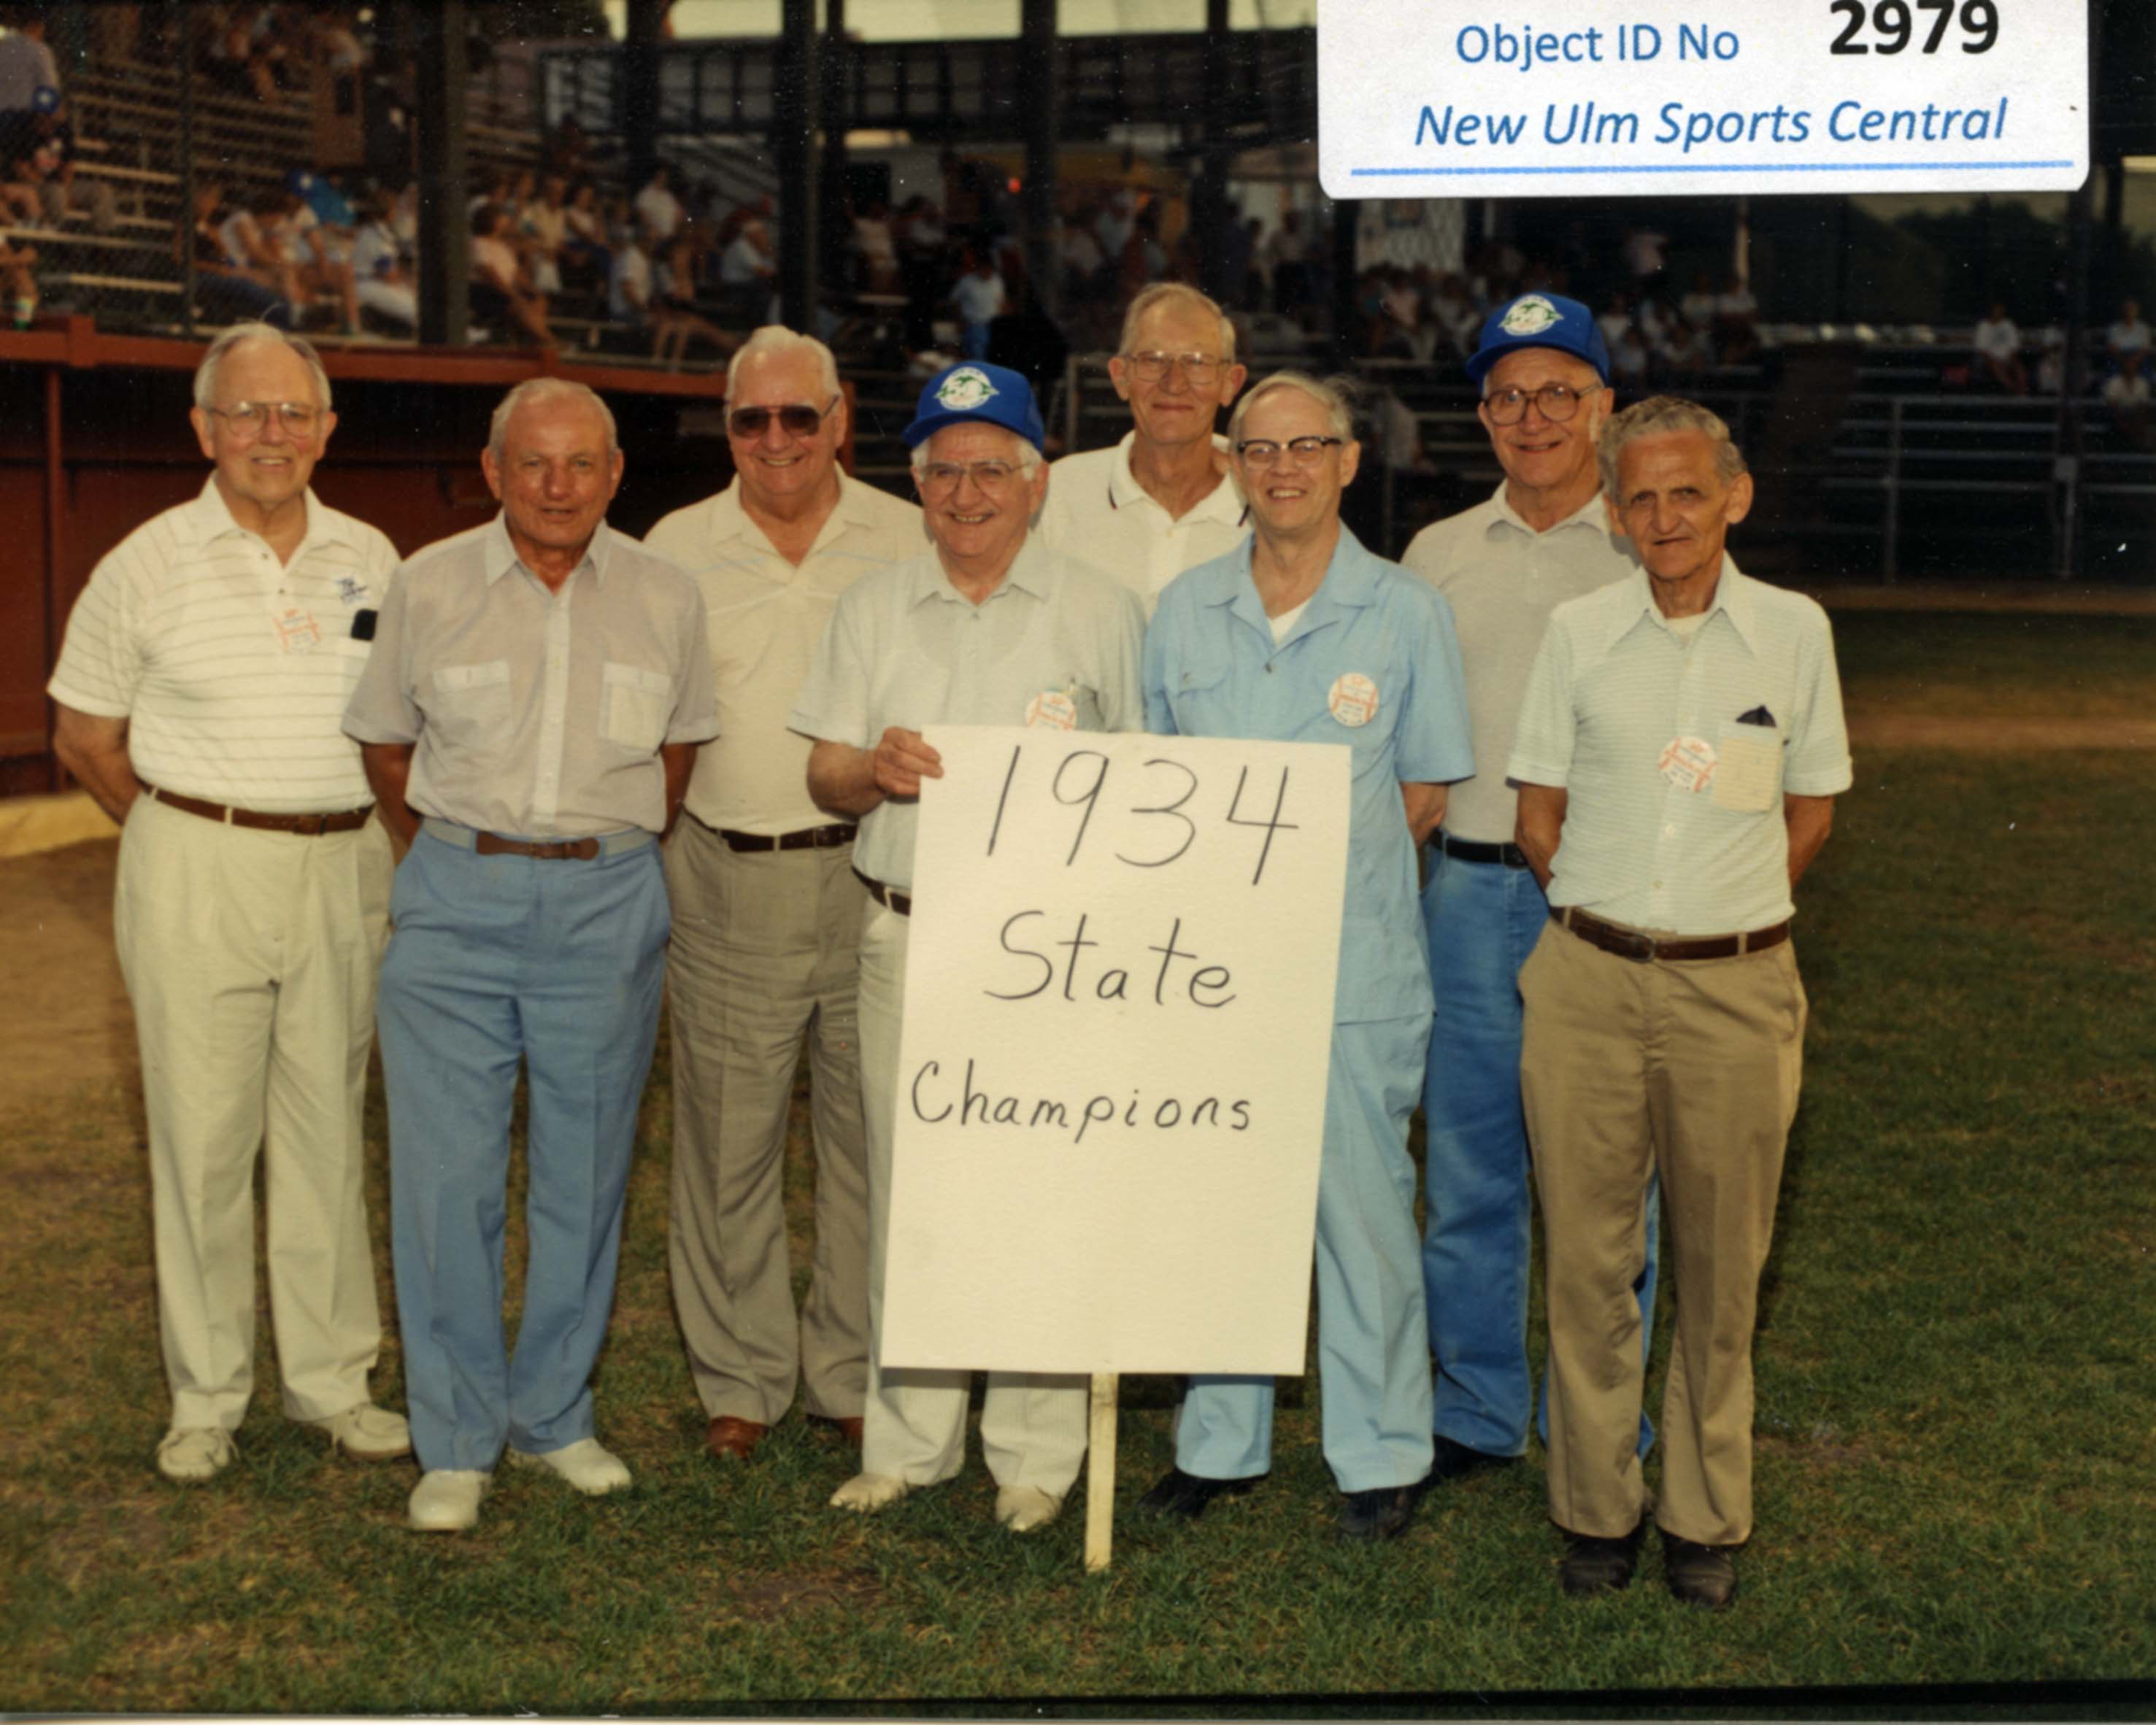 Object ID No 2979
New Ulm Sports Central
1934
State
Champions